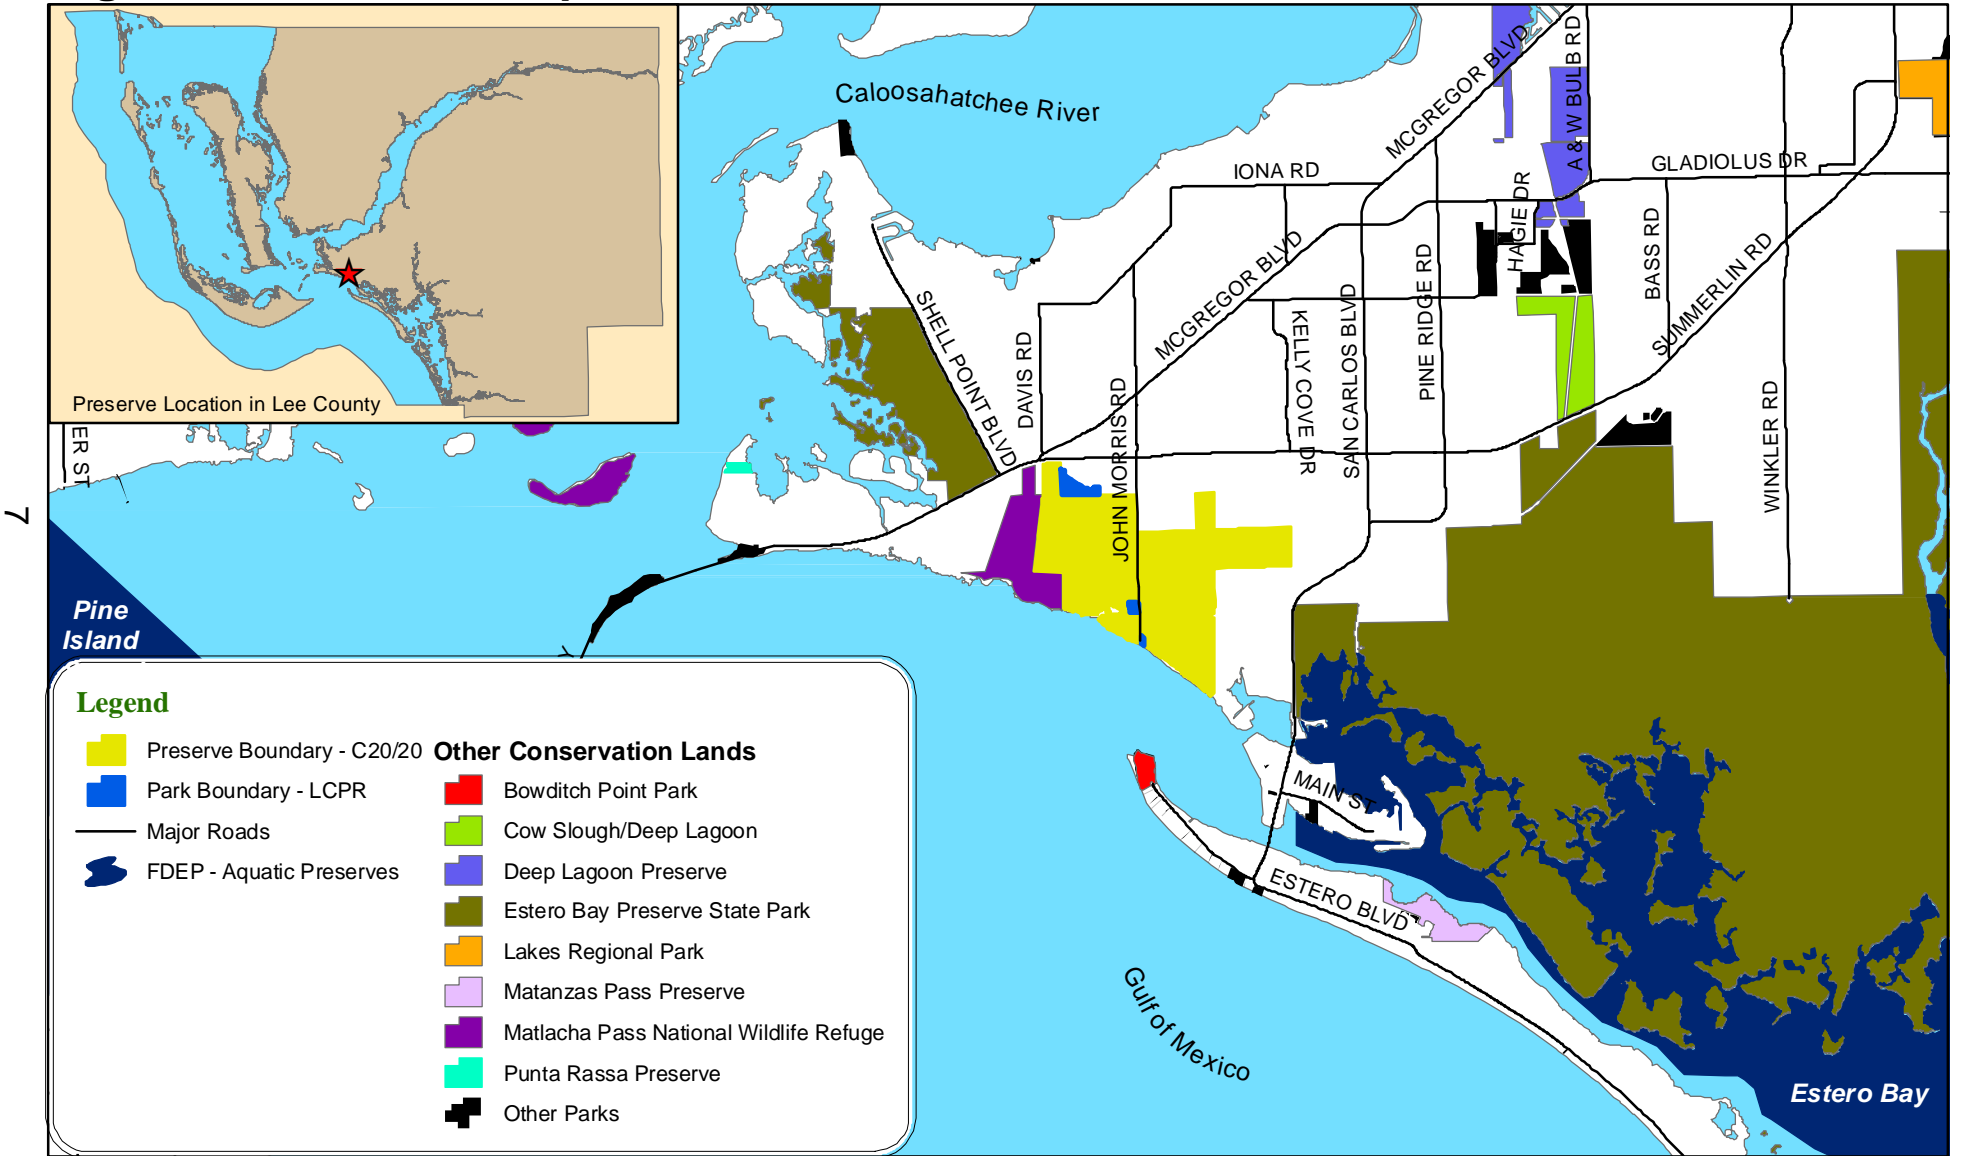 Preserve Location in Lee County
Caloosahatchee River
MCGREGOR BLVD
A & W BULB RD
IONA RD
GLADIOLUS DR
HAGIE DR
BASS RD
SUMMERLIN RD
MCGREGOR BLVD
SHELL POINT BLVD
DAVIS RD
JOHN MORRIS RD
KELLY COVE DR
SAN CARLOS BLVD
PINE RIDGE RD
WINKLER RD
ER ST
7
Pine
Island
Legend
Preserve Boundary - C20/20
Park Boundary - LCPR
Major Roads
FDEP - Aquatic Preserves
Other Conservation Lands
Bowditch Point Park
Cow Slough/Deep Lagoon
Deep Lagoon Preserve
Estero Bay Preserve State Park
Lakes Regional Park
Matanzas Pass Preserve
Matlacha Pass National Wildlife Refuge
Punta Rassa Preserve
Other Parks
MAIN ST
ESTERO BLVD
Gulf of Mexico
Estero Bay